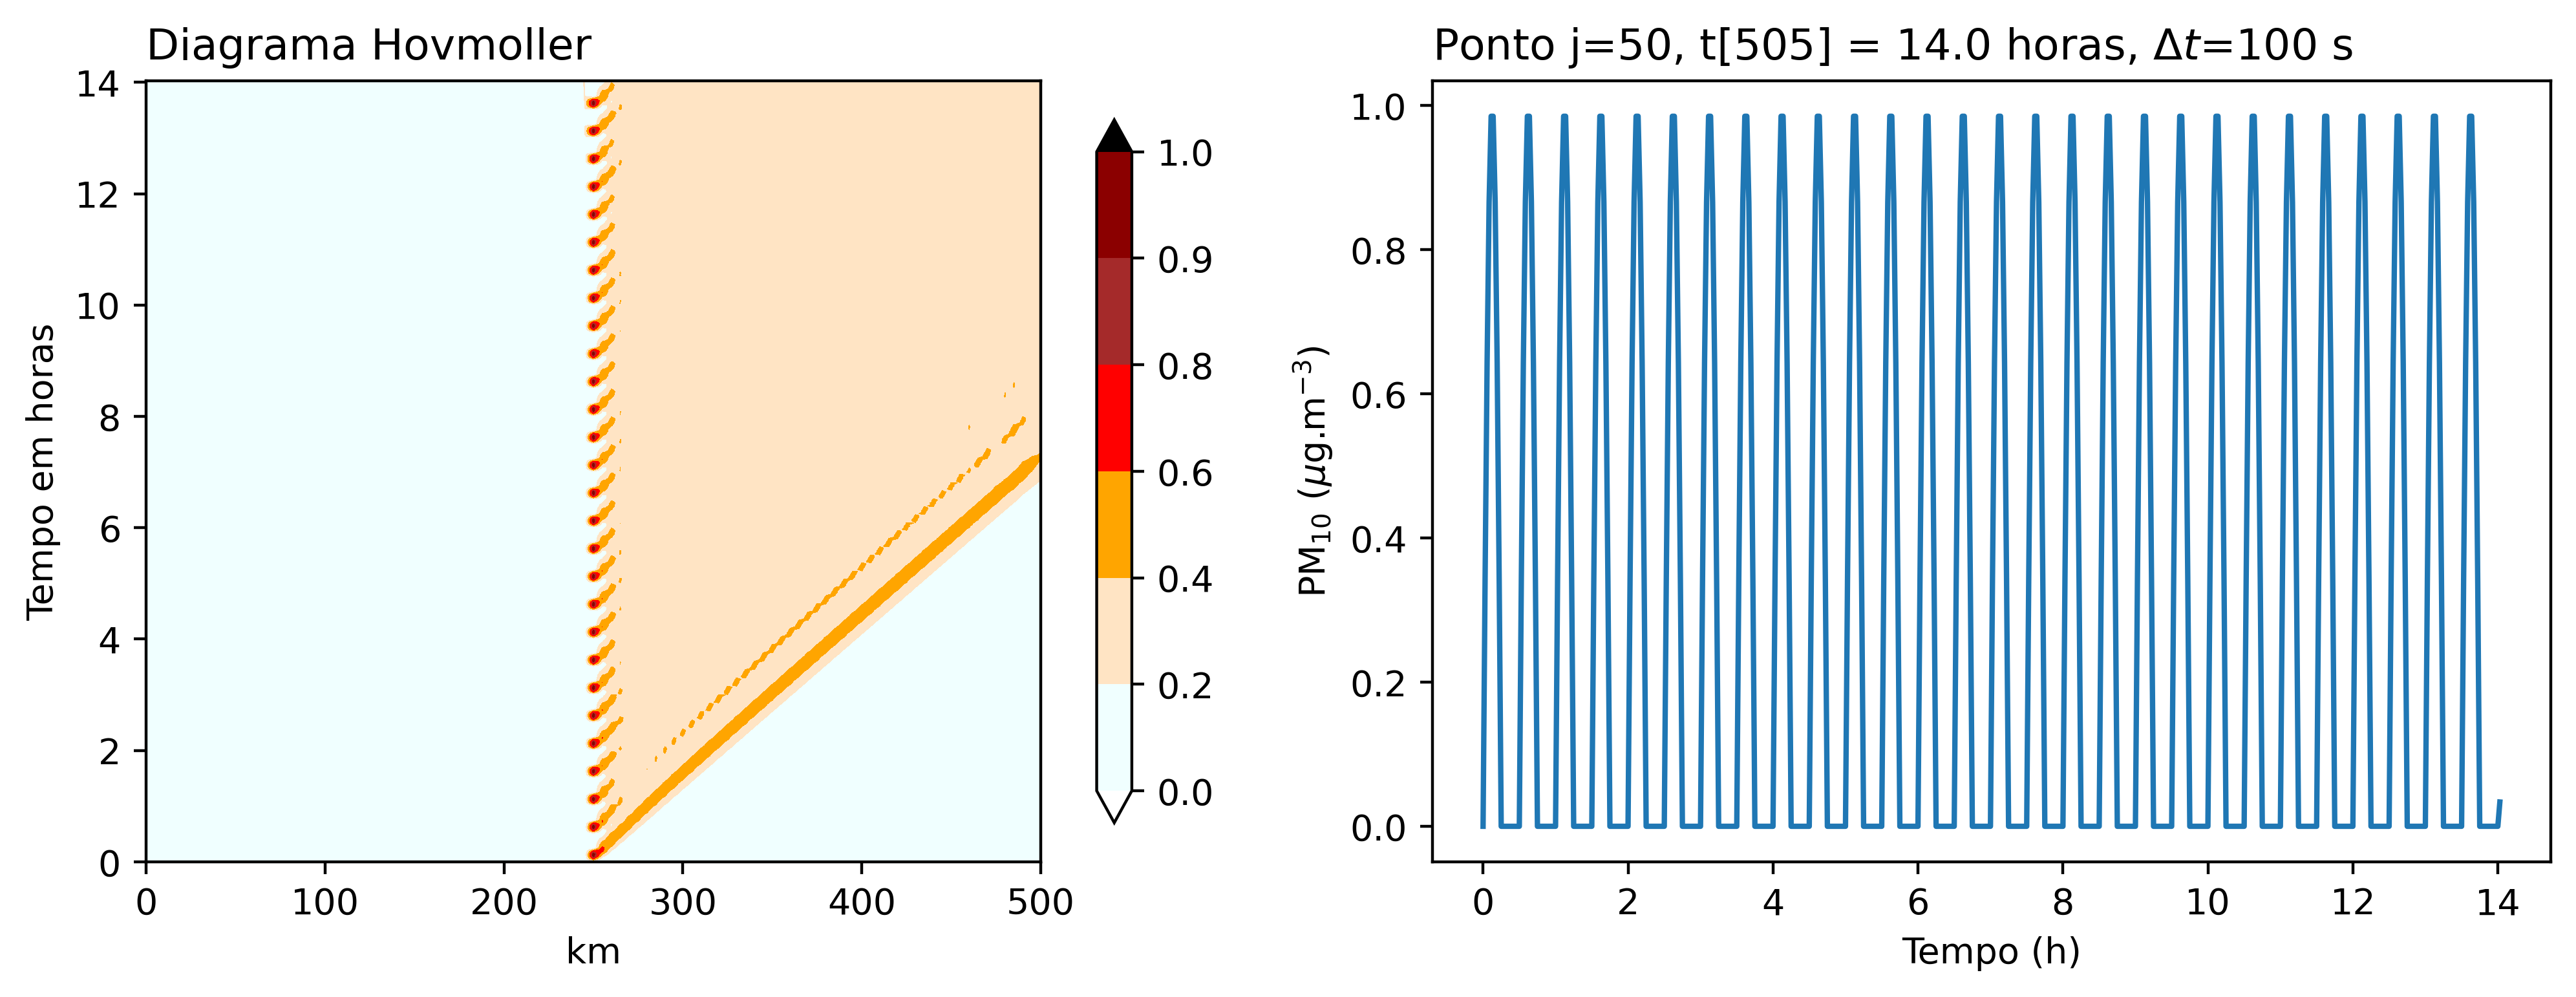 Diagrama Hovmoller
14
12
10
8
6
4
2
0
Tempo em horas
0 100 200 300 400 500
km
1.0
0.9
0.8
0.6
0.4
0.2
0.0
Ponto j=50, t[505] = 14.0 horas, Δt=100 s
1.0
0.8
0.6
0.4
0.2
0.0
PM₁₀ (μg.m⁻³)
0 2 4 6 8 10 12 14
Tempo (h)